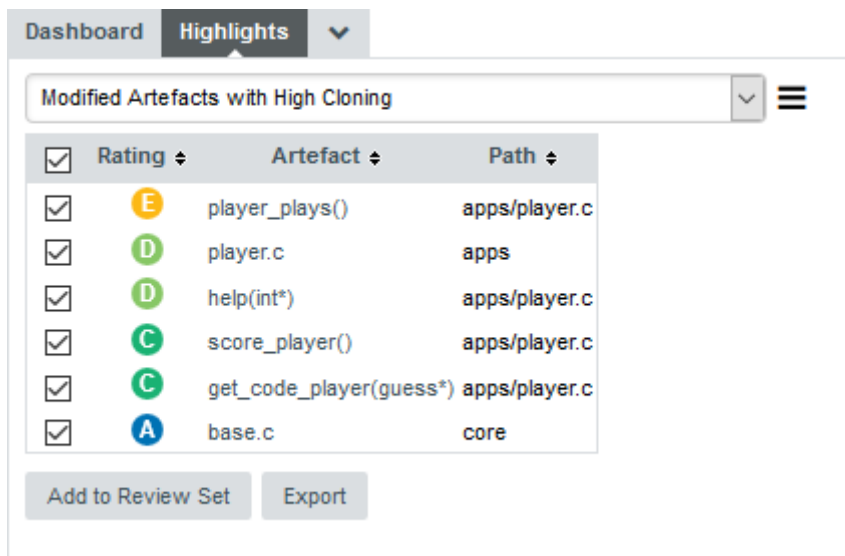 Dashboard Highlights
Modified Artefacts with High Cloning
Rating Artefact Path
E player_plays() apps/player.c
D player.c apps
D help(int*) apps/player.c
C score_player() apps/player.c
C get_code_player(guess*) apps/player.c
A base.c core
Add to Review Set Export